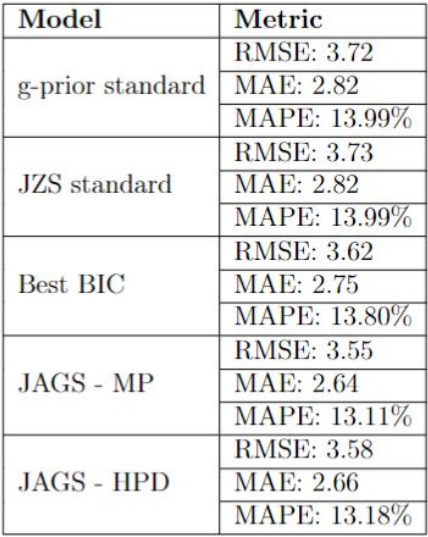 Model Metric
g-prior standard
RMSE: 3.72
MAE: 2.82
MAPE: 13.99%
JZS standard
RMSE: 3.73
MAE: 2.82
MAPE: 13.99%
Best BIC
RMSE: 3.62
MAE: 2.75
MAPE: 13.80%
JAGS - MP
RMSE: 3.55
MAE: 2.64
MAPE: 13.11%
JAGS - HPD
RMSE: 3.58
MAE: 2.66
MAPE: 13.18%